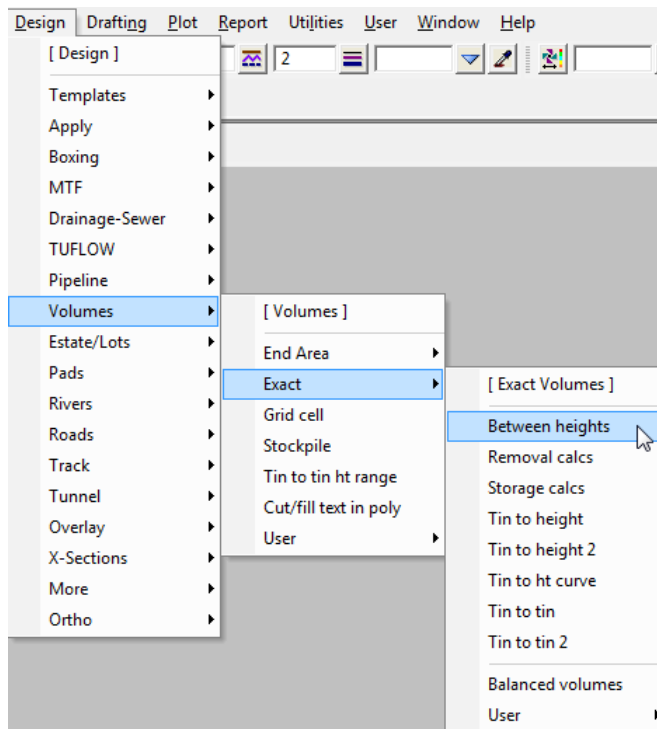 Design Drafting Plot Report Utilities User Window Help
2
[ Design ]
Templates
Apply
Boxing
MTF
Drainage-Sewer
TUFLOW
Pipeline
Volumes
Estate/Lots
Pads
Rivers
Roads
Track
Tunnel
Overlay
X-Sections
More
Ortho
[ Volumes ]
End Area
Exact
Grid cell
Stockpile
Tin to tin ht range
Cut/fill text in poly
User
[ Exact Volumes ]
Between heights
Removal calcs
Storage calcs
Tin to height
Tin to height 2
Tin to ht curve
Tin to tin
Tin to tin 2
Balanced volumes
User